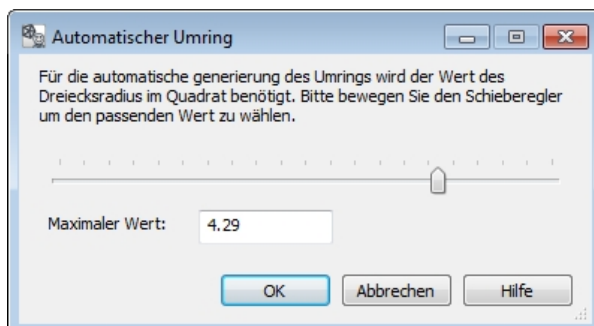 Automatischer Umring
Für die automatische generierung des Umrings wird der Wert des
Dreiecksradius im Quadrat benötigt. Bitte bewegen Sie den Schieberegler
um den passenden Wert zu wählen.
Maximaler Wert: 4.29
OK Abbrechen Hilfe